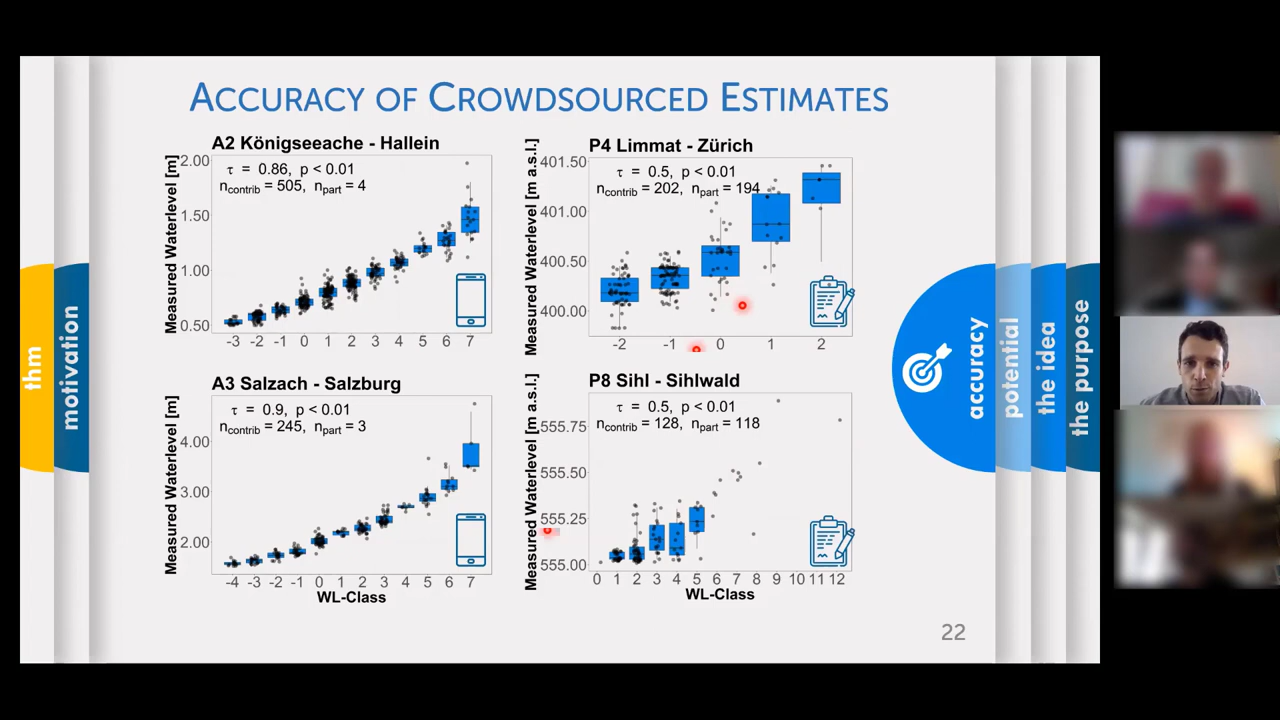 ACCURACY OF CROWDSOURCED ESTIMATES
A2 Königseeache - Hallein
τ = 0.86, p < 0.01
ncontrib = 505, npart = 4
Measured Waterlevel [m]
2.00
1.50
1.00
0.50
-3 -2 -1 0 1 2 3 4 5 6 7
P4 Limmat - Zürich
τ = 0.5, p < 0.01
ncontrib = 202, npart = 194
Measured Waterlevel [m a.s.l.]
401.50
401.00
400.50
400.00
-2 -1 0 1 2
A3 Salzach - Salzburg
τ = 0.9, p < 0.01
ncontrib = 245, npart = 3
Measured Waterlevel [m]
4.00
3.00
2.00
-4 -3 -2 -1 0 1 2 3 4 5 6 7
WL-Class
P8 Sihl - Sihlwald
τ = 0.5, p < 0.01
ncontrib = 128, npart = 118
Measured Waterlevel [m a.s.l.]
555.75
555.50
555.25
555.00
0 1 2 3 4 5 6 7 8 9 10 11 12
WL-Class
thm
motivation
accuracy
potential
the idea
the purpose
22